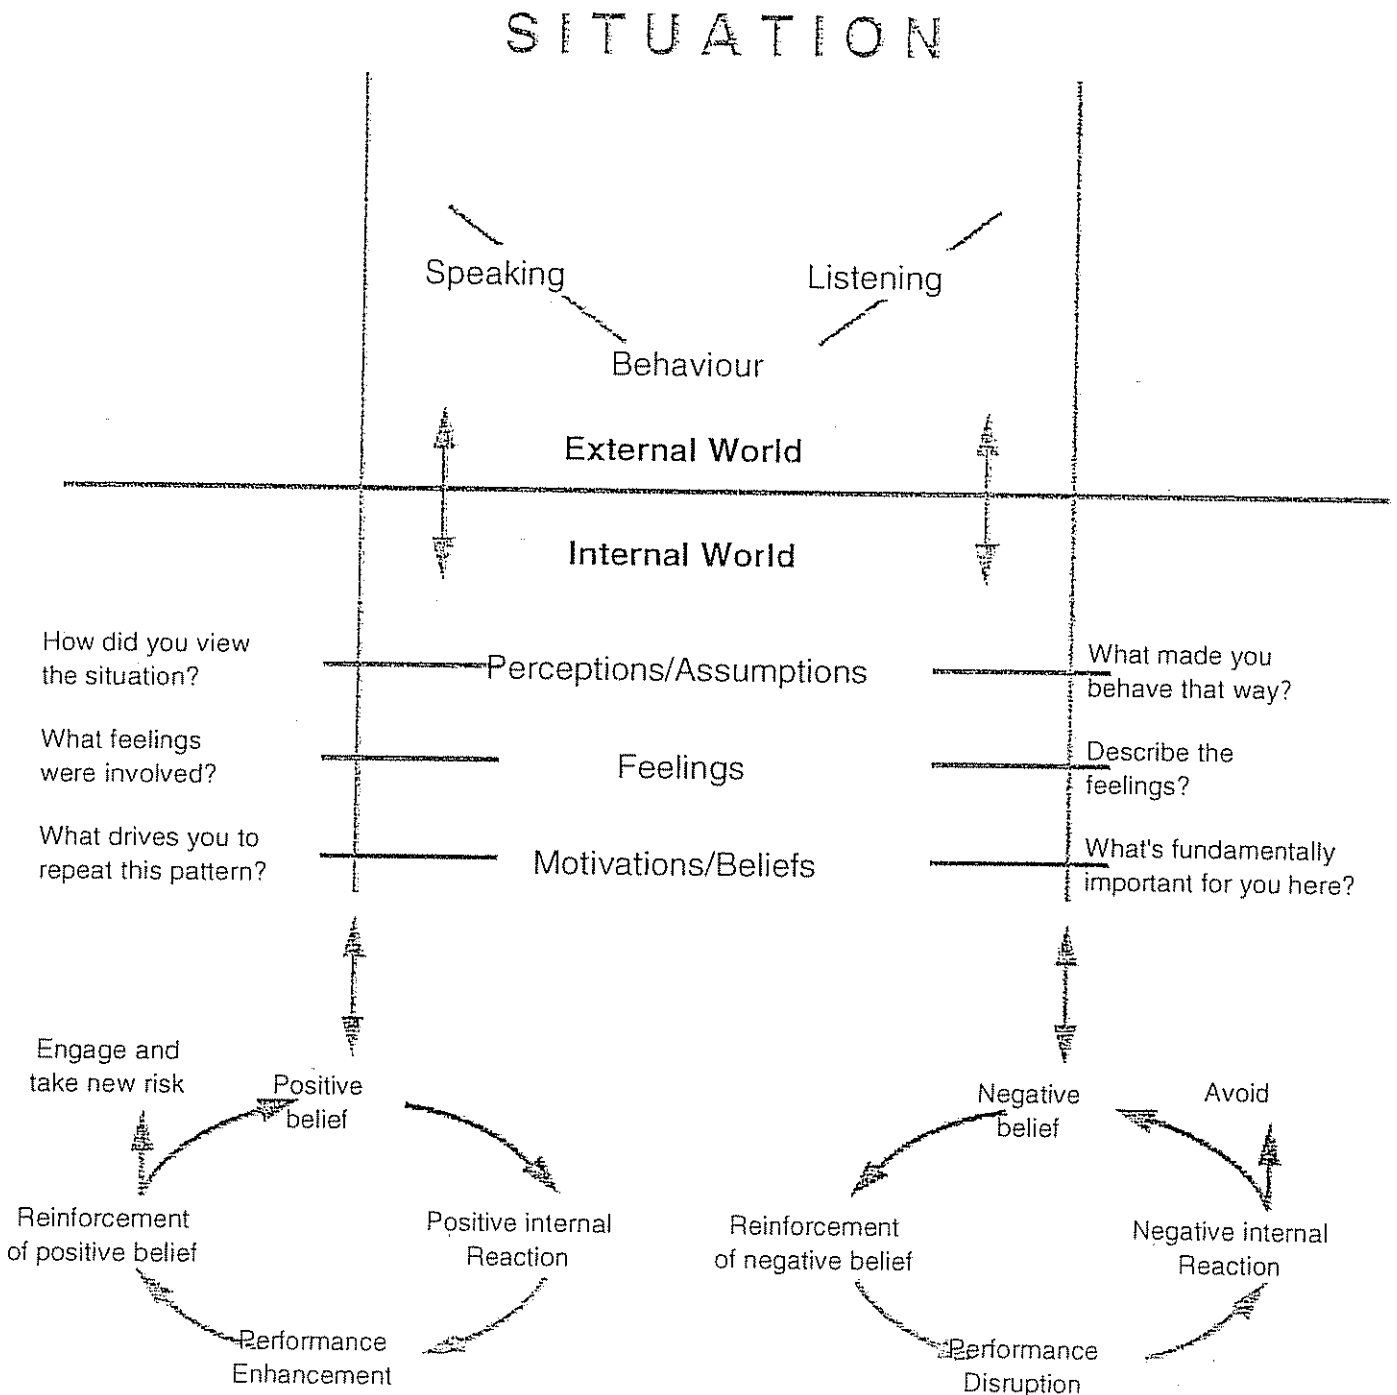 SITUATION
Speaking
Listening
Behaviour
External World
Internal World
How did you view
the situation?
Perceptions/Assumptions
What made you
behave that way?
What feelings
were involved?
Feelings
Describe the
feelings?
What drives you to
repeat this pattern?
Motivations/Beliefs
What's fundamentally
important for you here?
Engage and
take new risk
Positive
belief
Reinforcement
of positive belief
Positive internal
Reaction
Performance
Enhancement
Negative
belief
Avoid
Reinforcement
of negative belief
Negative internal
Reaction
Performance
Disruption